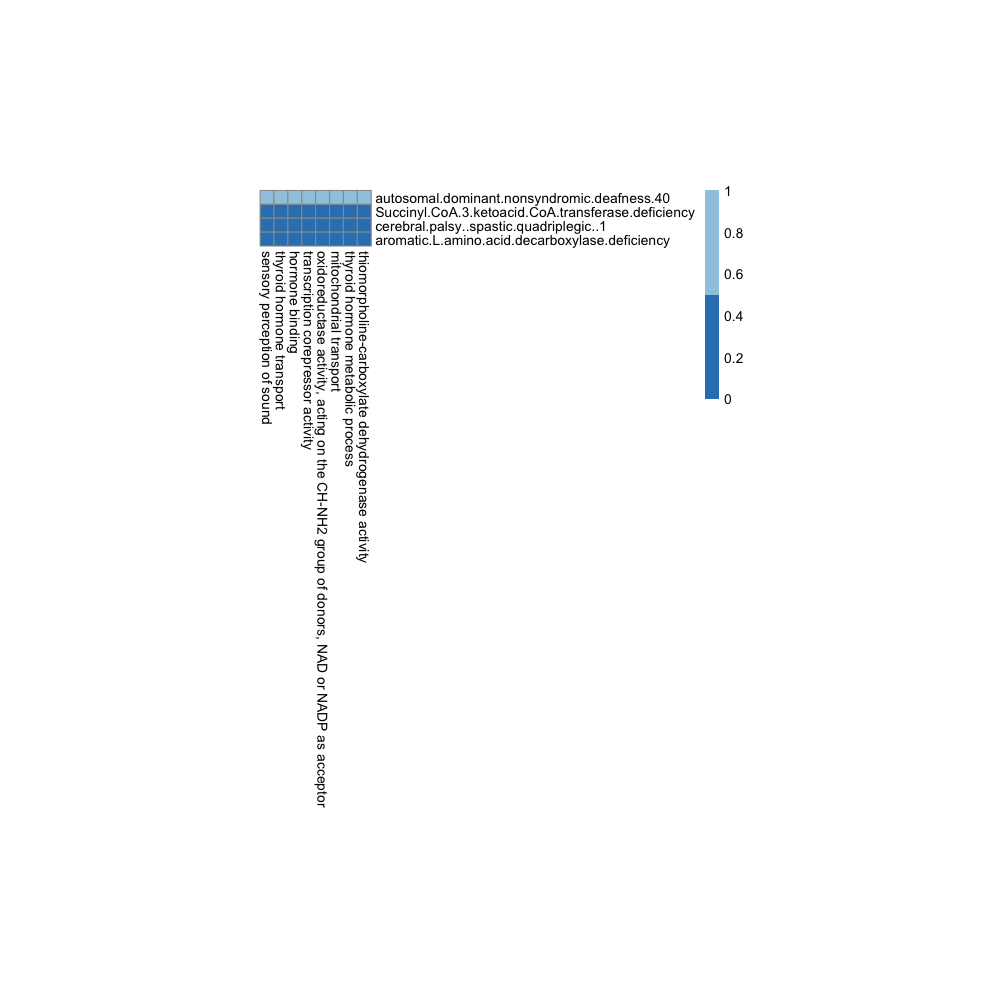 autosomal.dominant.nonsyndromic.deafness.40
Succinyl.CoA.3.ketoacid.CoA.transferase.deficiency
cerebral.palsy..spastic.quadriplegic..1
aromatic.L.amino.acid.decarboxylase.deficiency
sensory perception of sound
thyroid hormone transport
hormone binding
transcription corepressor activity
oxidoreductase activity, acting on the CH-NH2 group of donors, NAD or NADP as acceptor
mitochondrial transport
thyroid hormone metabolic process
thiomorpholine-carboxylate dehydrogenase activity
1
0.8
0.6
0.4
0.2
0